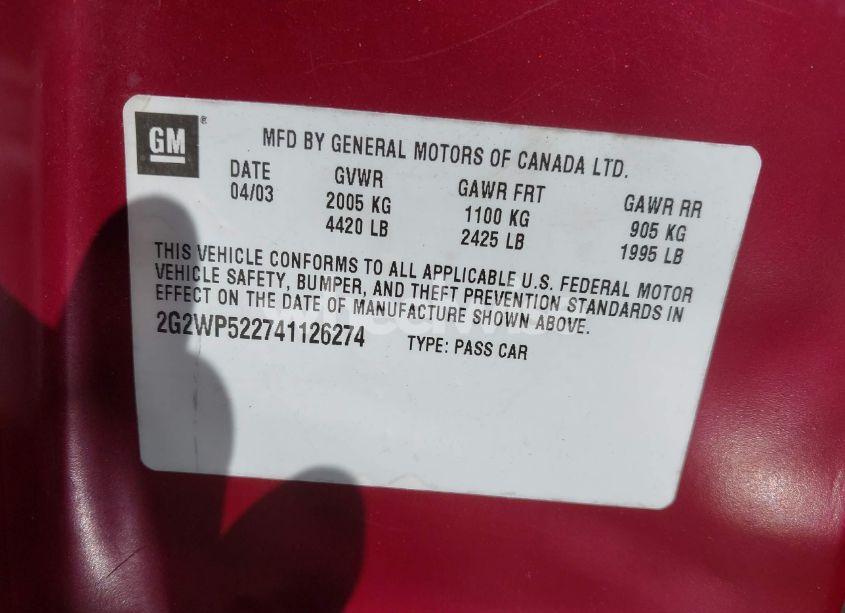 GM ®
MFD BY GENERAL MOTORS OF CANADA LTD.
DATE GVWR GAWR FRT GAWR RR
04/03 2005 KG 1100 KG 905 KG
4420 LB 2425 LB 1995 LB
THIS VEHICLE CONFORMS TO ALL APPLICABLE U.S. FEDERAL MOTOR
VEHICLE SAFETY, BUMPER, AND THEFT PREVENTION STANDARDS IN
EFFECT ON THE DATE OF MANUFACTURE SHOWN ABOVE.
2G2WP522741126274 TYPE: PASS CAR